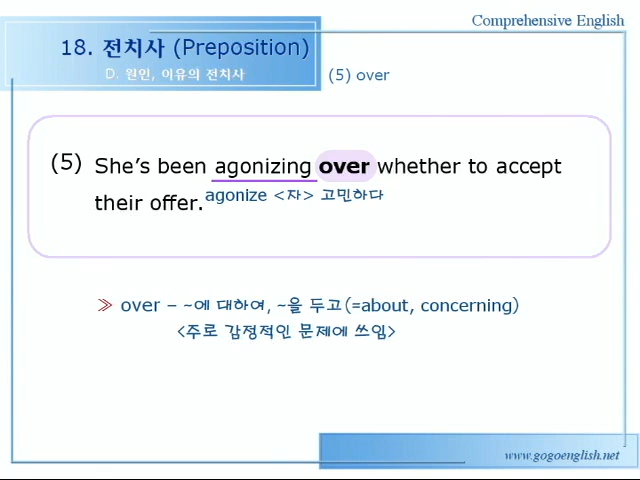 Comprehensive English
18. 전치사 (Preposition)
D. 원인, 이유의 전치사
(5) over
(5) She's been agonizing over whether to accept
their offer.
agonize <자> 고민하다
≫ over – ~에 대하여, ~을 두고(=about, concerning)
<주로 감정적인 문제에 쓰임>
www.gogoenglish.net